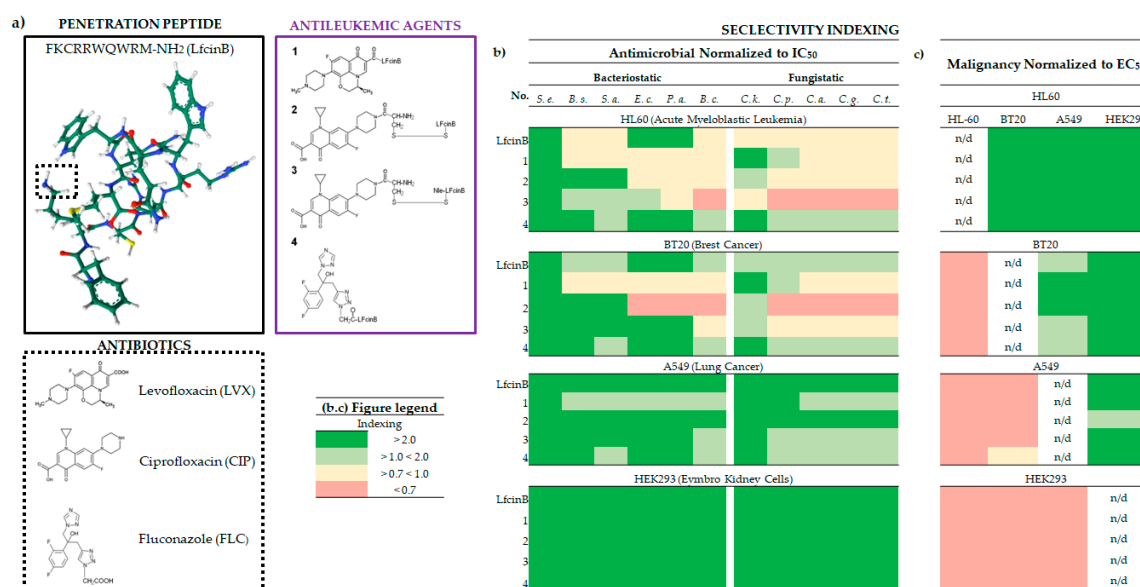 a)
PENETRATION PEPTIDE
FKCRRWQWRM-NH2 (LfcinB)
ANTIBIOTICS
Levofloxacin (LVX)
Ciprofloxacin (CIP)
Fluconazole (FLC)
ANTILEUKEMIC AGENTS
1
2
3
4
LFcinB
LFcinB
Nle-LFcinB
CH2C-LFcinB
(b.c) Figure legend
Indexing
> 2.0
> 1.0 < 2.0
> 0.7 < 1.0
< 0.7
SECLECTIVITY INDEXING
b)
Antimicrobial Normalized to IC50
Bacteriostatic Fungistatic
No. S. e. B. s. S. a. E. c. P. a. B. c. C. k. C. p. C. a. C. g. C. t.
HL60 (Acute Myeloblastic Leukemia)
LfcinB
1
2
3
4
BT20 (Brest Cancer)
LfcinB
1
2
3
4
A549 (Lung Cancer)
LfcinB
1
2
3
4
HEK293 (Eymbro Kidney Cells)
LfcinB
1
2
3
4
c)
Malignancy Normalized to EC5
HL60
HL-60 BT20 A549 HEK29
n/d
n/d
n/d
n/d
n/d
BT20
n/d
n/d
n/d
n/d
n/d
A549
n/d
n/d
n/d
n/d
n/d
HEK293
n/d
n/d
n/d
n/d
n/d